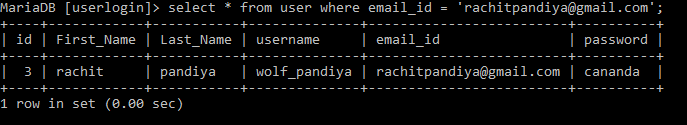 MariaDB [userlogin]> select * from user where email_id = 'rachitpandiya@gmail.com';
+----+------------+-----------+--------------+-------------------------+----------+
| id | First_Name | Last_Name | username     | email_id                | password |
+----+------------+-----------+--------------+-------------------------+----------+
|  3 | rachit     | pandiya   | wolf_pandiya | rachitpandiya@gmail.com | cananda  |
+----+------------+-----------+--------------+-------------------------+----------+
1 row in set (0.00 sec)